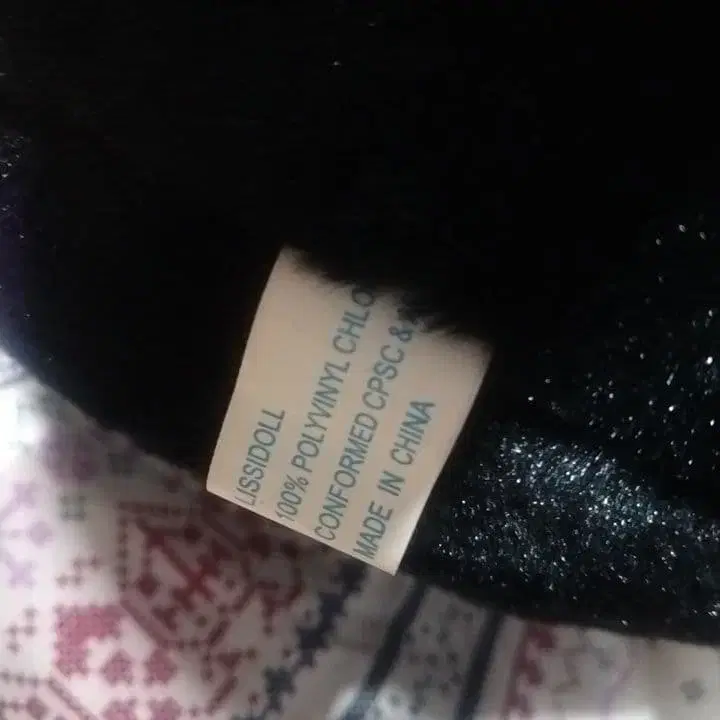 LISSIDOLL
100% POLYVINYL CHLO
CONFORMED CPSC &
MADE IN CHINA